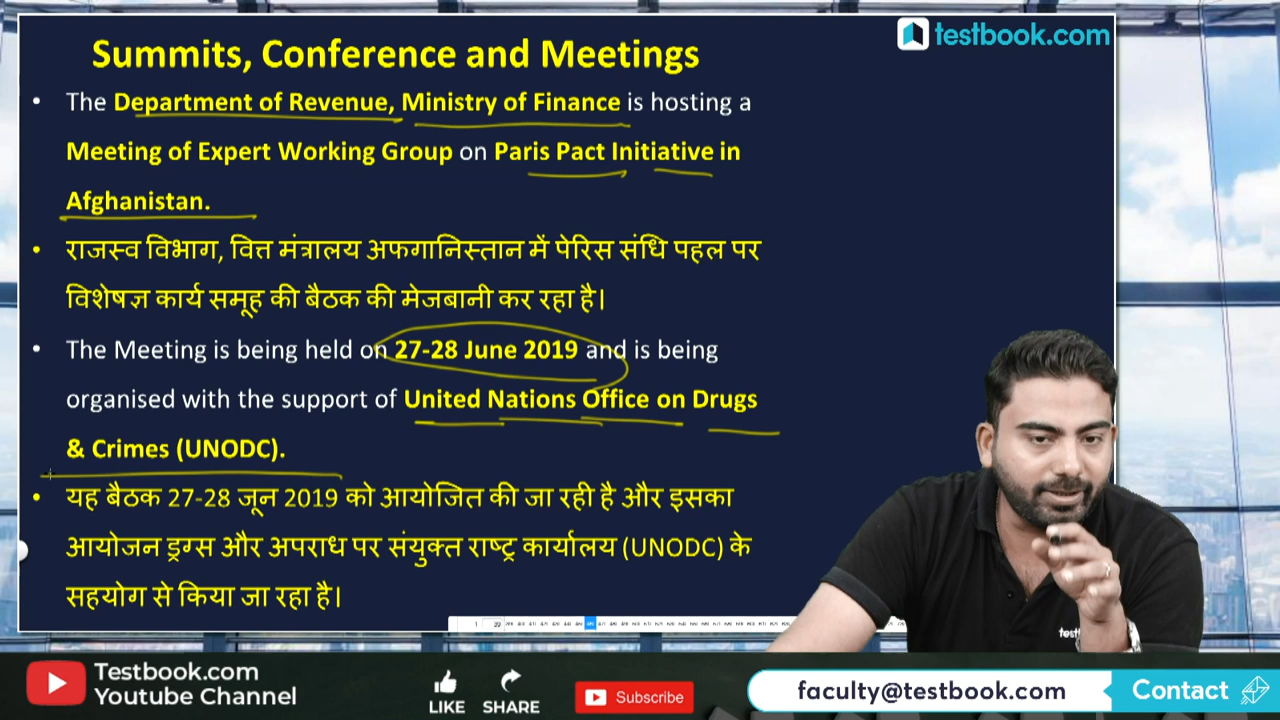 Summits, Conference and Meetings
testbook.com
• The Department of Revenue, Ministry of Finance is hosting a
Meeting of Expert Working Group on Paris Pact Initiative in
Afghanistan.
• राजस्व विभाग, वित्त मंत्रालय अफगानिस्तान में पेरिस संधि पहल पर
विशेषज्ञ कार्य समूह की बैठक की मेजबानी कर रहा है।
• The Meeting is being held on 27-28 June 2019 and is being
organised with the support of United Nations Office on Drugs
& Crimes (UNODC).
• यह बैठक 27-28 जून 2019 को आयोजित की जा रही है और इसका
आयोजन ड्रग्स और अपराध पर संयुक्त राष्ट्र कार्यालय (UNODC) के
सहयोग से किया जा रहा है।
Testbook.com
Youtube Channel
LIKE SHARE
Subscribe
faculty@testbook.com
Contact